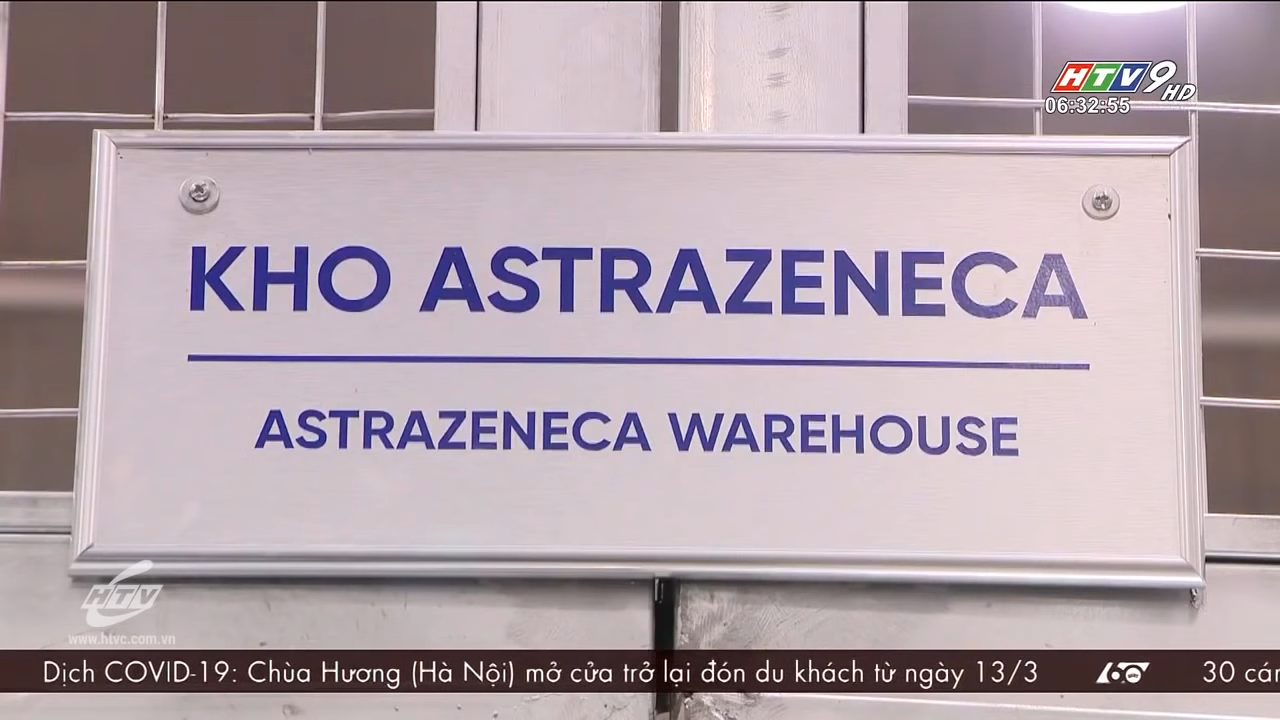 HTV9 HD
06:32:55
KHO ASTRAZENECA
ASTRAZENECA WAREHOUSE
HTV
www.htvc.com.vn
Dịch COVID-19: Chùa Hương (Hà Nội) mở cửa trở lại đón du khách từ ngày 13/3
30